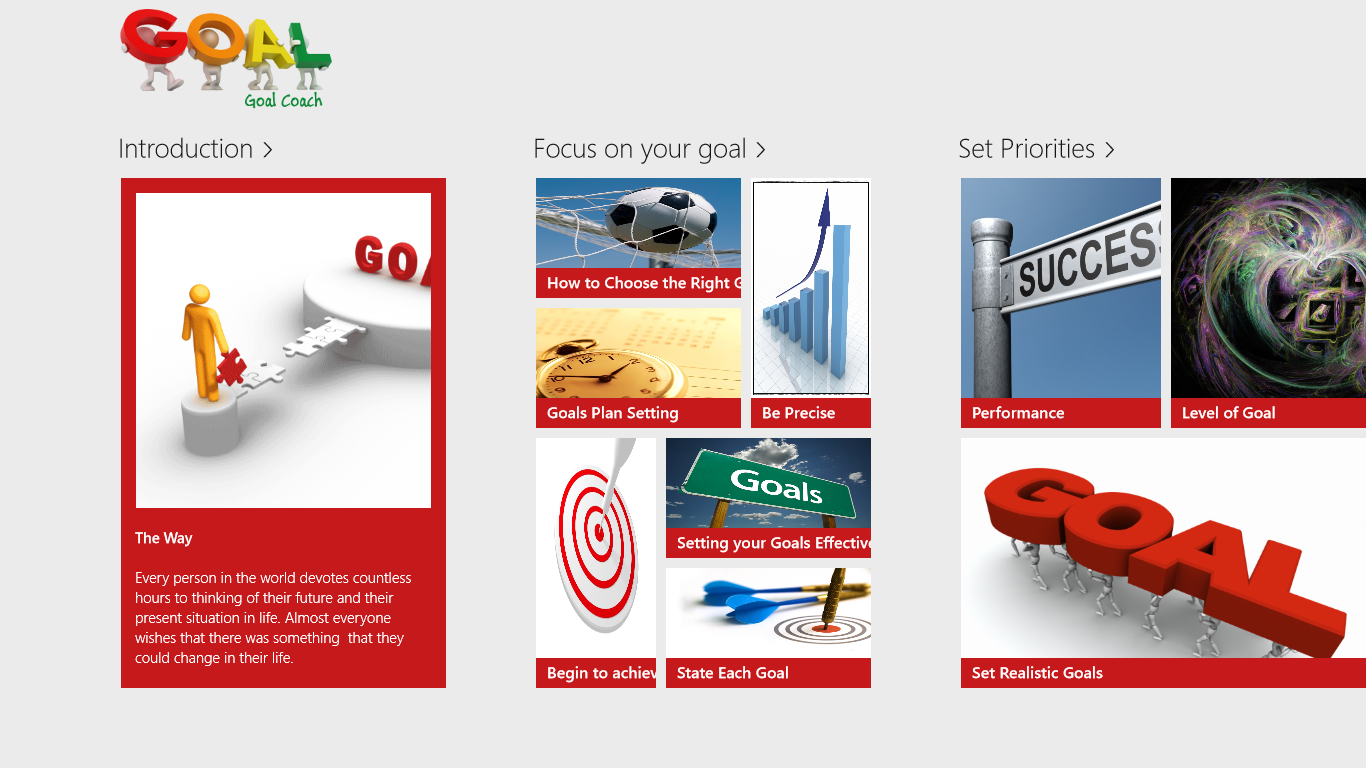 GOAL
Goal Coach
Introduction
Focus on your goal
Set Priorities
GOA
The Way
Every person in the world devotes countless
hours to thinking of their future and their
present situation in life. Almost everyone
wishes that there was something that they
could change in their life.
How to Choose the Right G
Goals Plan Setting
Be Precise
Begin to achiev
Goals
Setting your Goals Effective
State Each Goal
SUCCESS
Performance
Level of Goal
GOAL
Set Realistic Goals